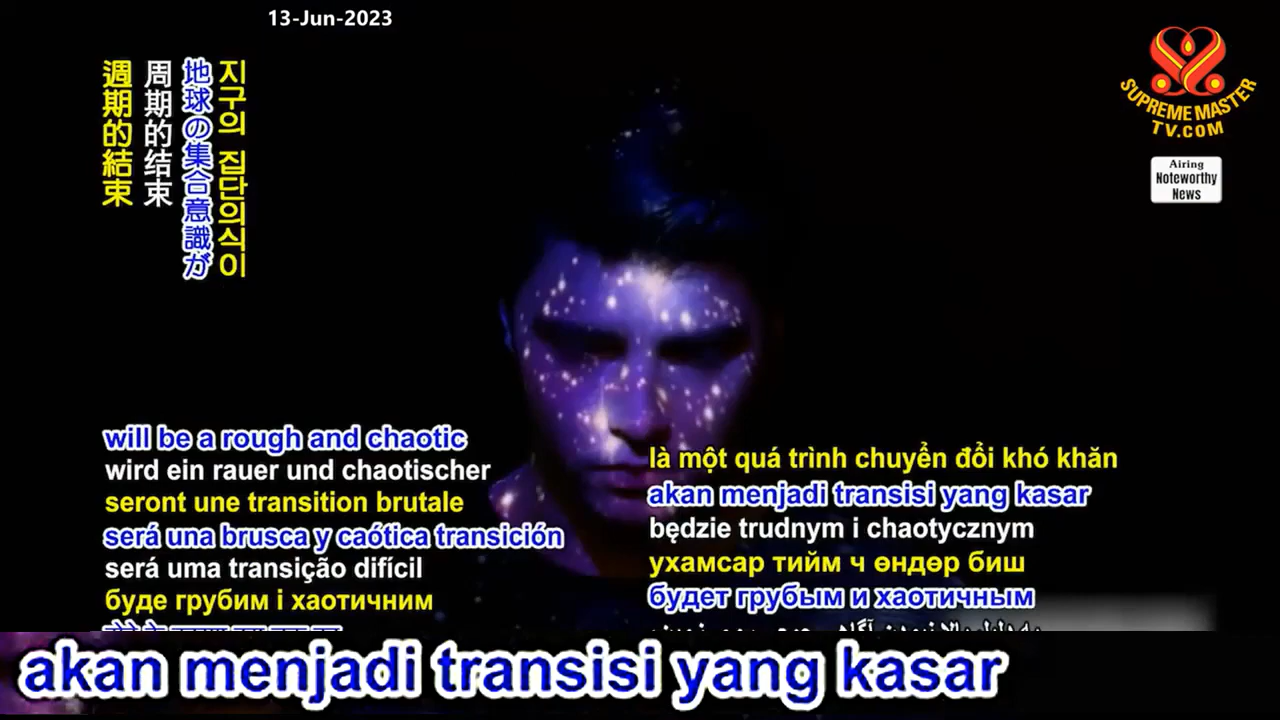 13-Jun-2023
SUPREME MASTER
TV.COM
Airing
Noteworthy
News
週期的結束
周期的结束
地球の集合意識が
지구의 집단의식이
will be a rough and chaotic
wird ein rauer und chaotischer
seront une transition brutale
será una brusca y caótica transición
será uma transição difícil
буде грубим і хаотичним
là một quá trình chuyển đổi khó khăn
akan menjadi transisi yang kasar
będzie trudnym i chaotycznym
ухамсар тийм ч өндөр биш
будет грубым и хаотичным
akan menjadi transisi yang kasar